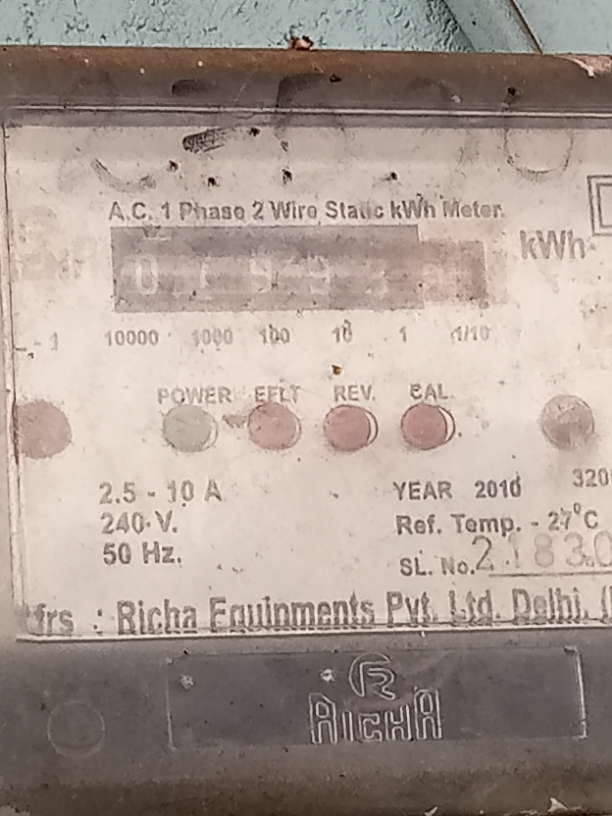 A.C. 1 Phase 2 Wire Static kWh Meter.
kWh
10000 1000 100 10 1 1/10
POWER EFLT REV. CAL.
2.5 - 10 A
240 V.
50 Hz.
320
YEAR 2010
Ref. Temp. - 27°C
SL. No. 21830
: Richa Equipments Pvt. Ltd. Delhi.
RICHA